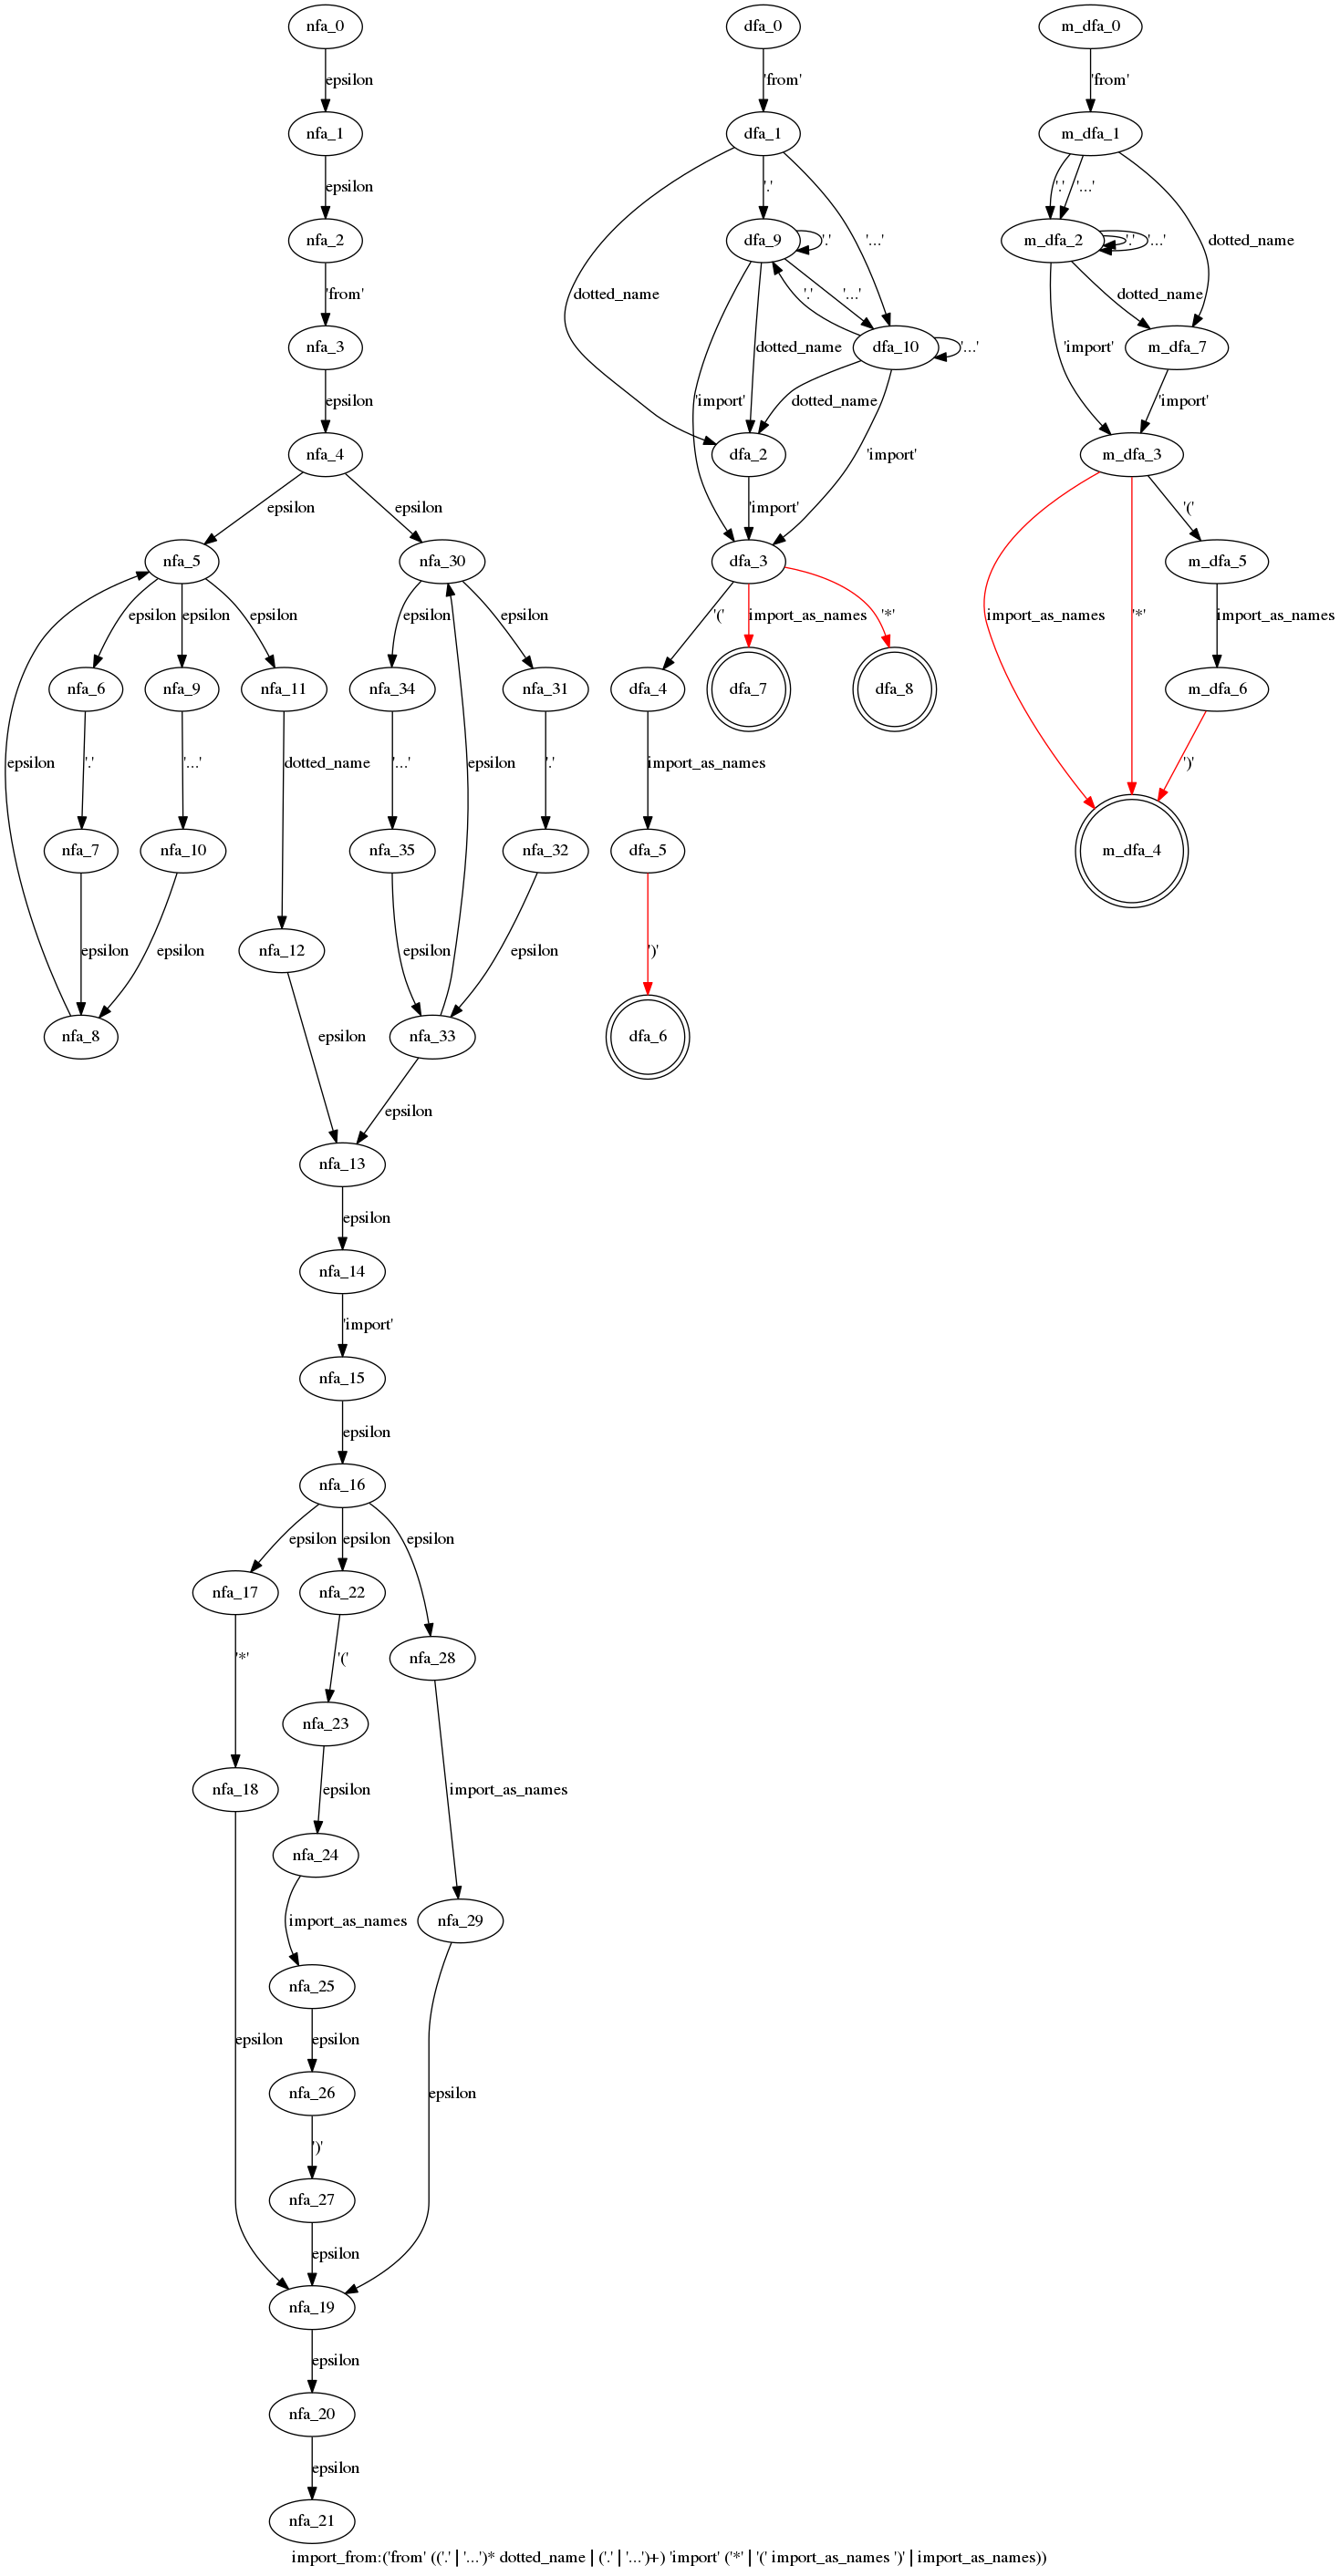 nfa_0
epsilon
nfa_1
epsilon
nfa_2
'from'
nfa_3
epsilon
nfa_4
epsilon
epsilon
nfa_5
nfa_30
epsilon
epsilon
epsilon
epsilon
epsilon
nfa_6
nfa_9
nfa_11
nfa_34
nfa_31
epsilon
'.'
'...'
dotted_name
'...'
epsilon
'.'
nfa_7
nfa_10
nfa_35
nfa_32
epsilon
epsilon
nfa_12
epsilon
epsilon
nfa_8
epsilon
nfa_33
epsilon
nfa_13
epsilon
nfa_14
'import'
nfa_15
epsilon
nfa_16
epsilon
epsilon
epsilon
nfa_17
nfa_22
'*'
'('
nfa_28
nfa_23
nfa_18
epsilon
import_as_names
nfa_24
import_as_names
nfa_29
nfa_25
epsilon
epsilon
nfa_26
epsilon
')'
nfa_27
epsilon
nfa_19
epsilon
nfa_20
epsilon
nfa_21
dfa_0
'from'
dfa_1
'.'
dfa_9
'.'
'...'
dotted_name
'.'
'...'
dotted_name
dfa_10
'...'
'import'
dotted_name
dfa_2
'import'
'import'
dfa_3
'('
import_as_names
'*'
dfa_4
dfa_7
dfa_8
import_as_names
dfa_5
')'
dfa_6
m_dfa_0
'from'
m_dfa_1
'.'
'...'
m_dfa_2
'.'
'...'
dotted_name
dotted_name
'import'
m_dfa_7
'import'
m_dfa_3
'('
m_dfa_5
import_as_names
'*'
import_as_names
m_dfa_6
')'
m_dfa_4
import_from:('from' (('.' | '...')* dotted_name | ('.' | '...')+) 'import' ('*' | '(' import_as_names ')' | import_as_names))